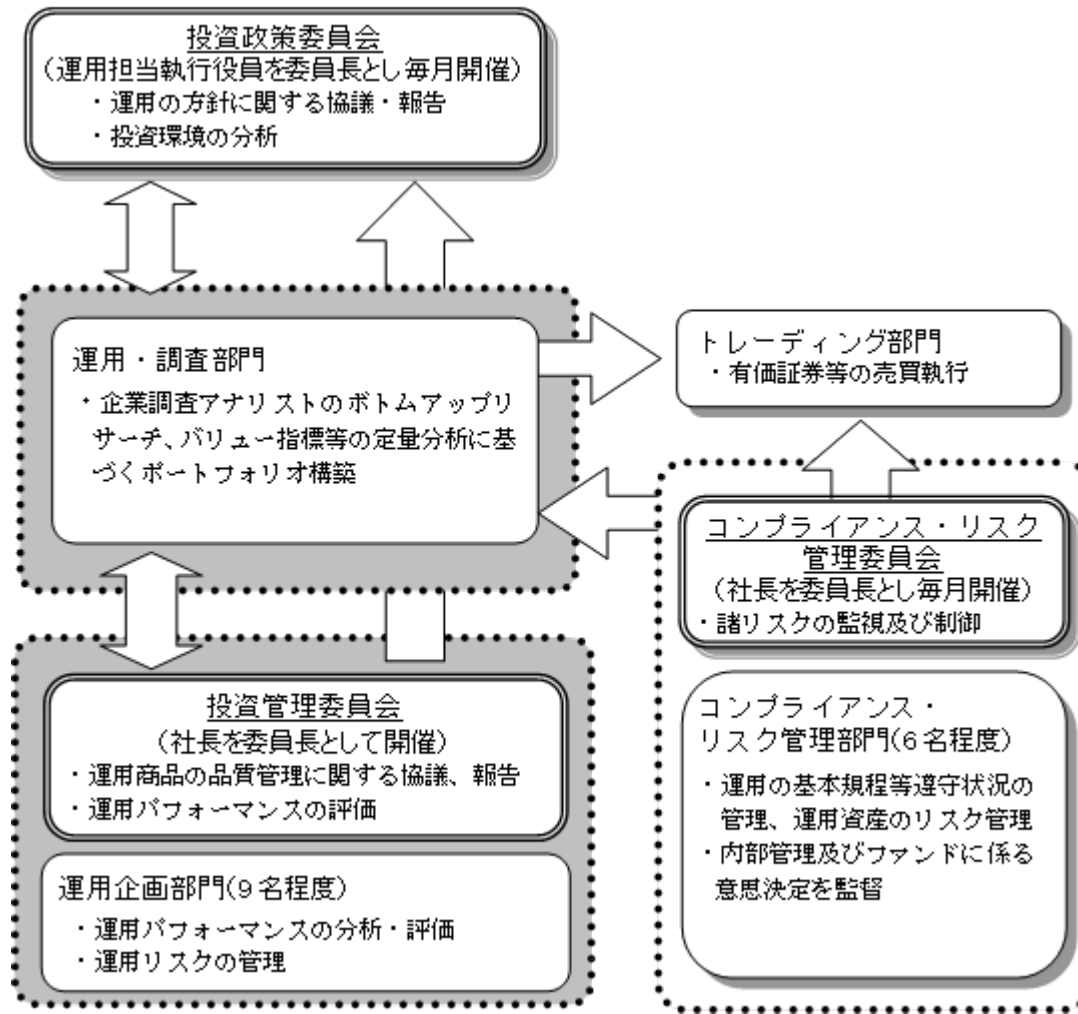 投資政策委員会
(運用担当執行役員を委員長とし毎月開催)
・運用の方針に関する協議・報告
・投資環境の分析
運用・調査部門
・企業調査アナリストのボトムアップリ
サーチ、バリュー指標等の定量分析に基
づくポートフォリオ構築
トレーディング部門
・有価証券等の売買執行
コンプライアンス・リスク
管理委員会
(社長を委員長とし毎月開催)
・諸リスクの監視及び制御
コンプライアンス・
リスク管理部門(6名程度)
・運用の基本規程等遵守状況の
管理、運用資産のリスク管理
・内部管理及びファンドに係る
意思決定を監督
投資管理委員会
(社長を委員長として開催)
・運用商品の品質管理に関する協議、報告
・運用パフォーマンスの評価
運用企画部門(9名程度)
・運用パフォーマンスの分析・評価
・運用リスクの管理